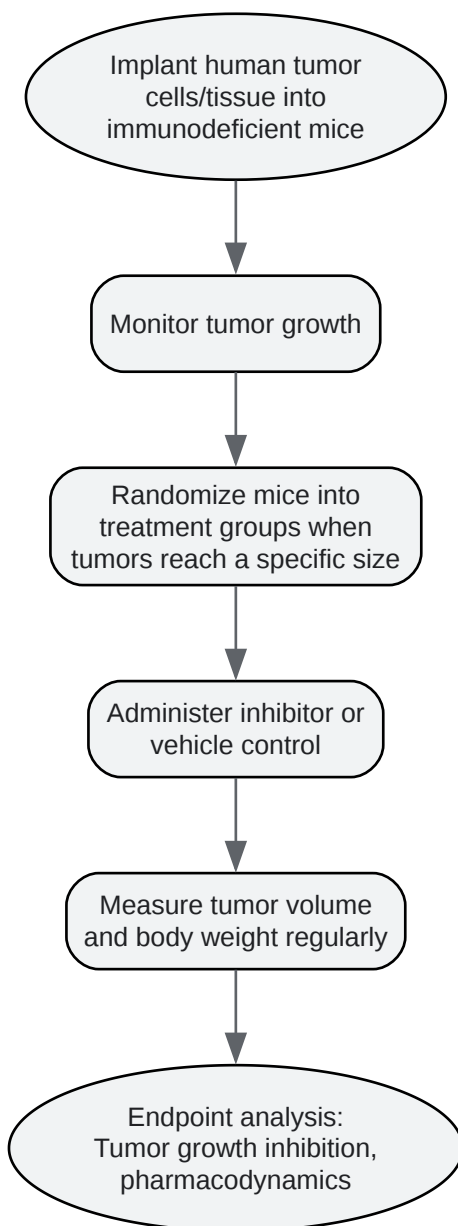 Implant human tumor
cells/tissue into
immunodeficient mice
Monitor tumor growth
Randomize mice into
treatment groups when
tumors reach a specific size
Administer inhibitor or
vehicle control
Measure tumor volume
and body weight regularly
Endpoint analysis:
Tumor growth inhibition,
pharmacodynamics